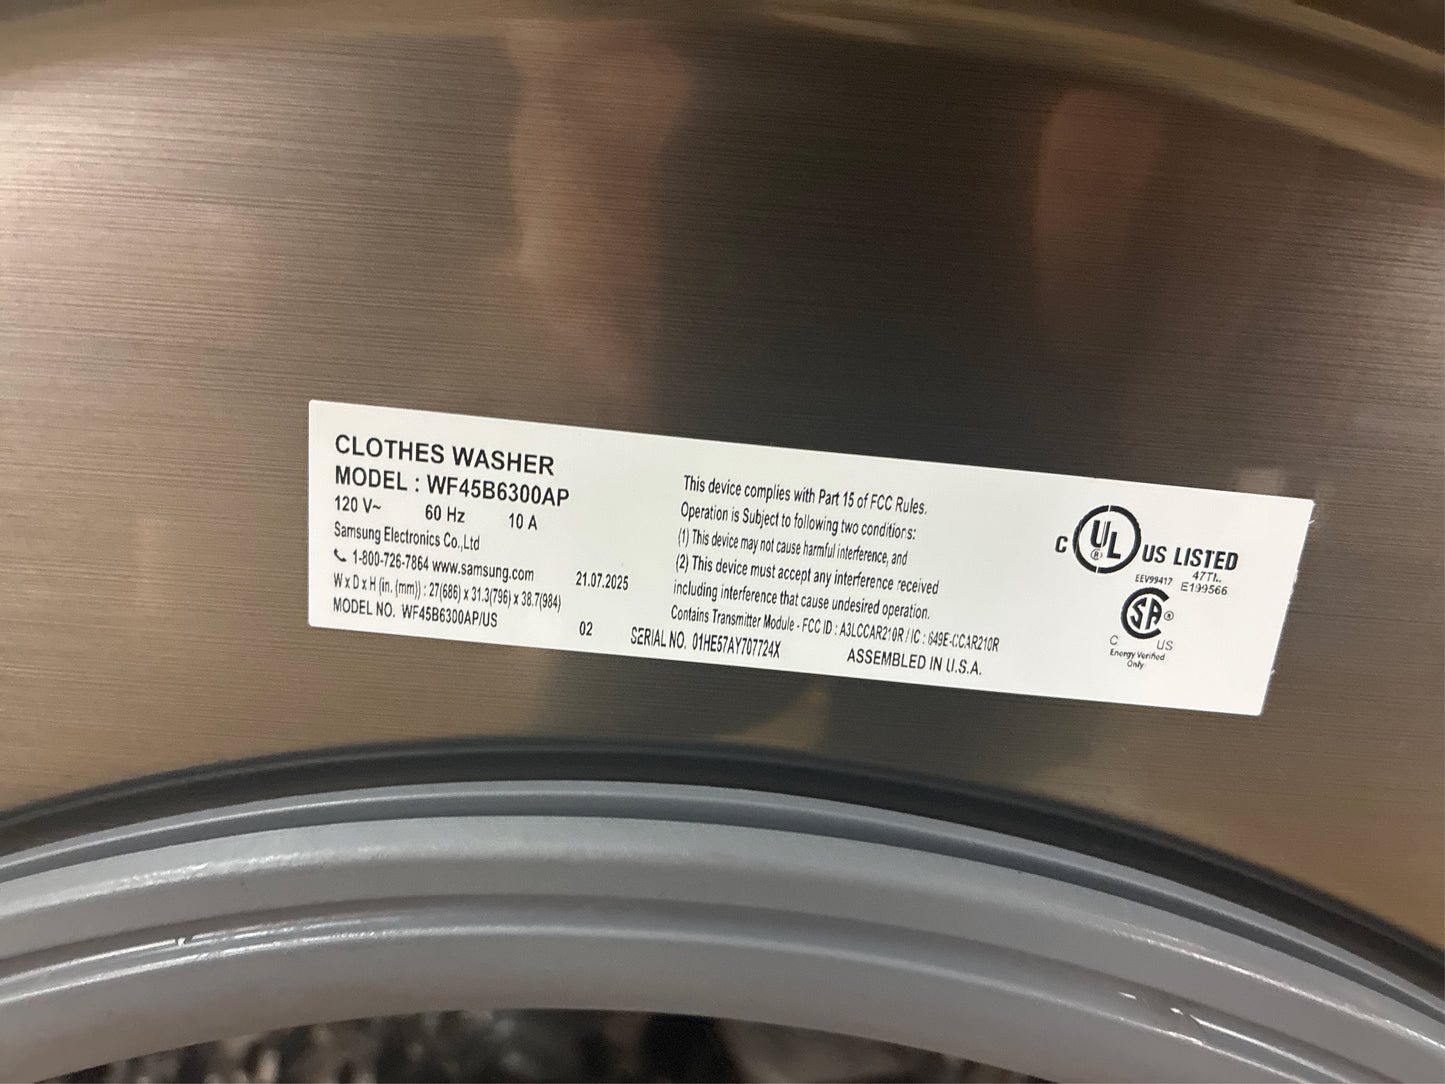 CLOTHES WASHER
MODEL : WF45B6300AP
120 V~ 60 Hz 10 A
Samsung Electronics Co.,Ltd
1-800-726-7864 www.samsung.com
W x D x H (in. (mm)) : 27(686) x 31.3(796) x 38.7(984)
MODEL NO. WF45B6300AP/US
21.07.2025
02
SERIAL NO. 01HE57AY707724X
This device complies with Part 15 of FCC Rules.
Operation is Subject to following two conditions:
(1) This device may not cause harmful interference, and
(2) This device must accept any interference received
including interference that cause undesired operation.
Contains Transmitter Module - FCC ID : A3LCCAR210R / IC : 649E-CCAR210R
ASSEMBLED IN U.S.A.
C UL ® US LISTED
EEV99417 47TL
E199566
SA ®
C US
Energy Verified
Only